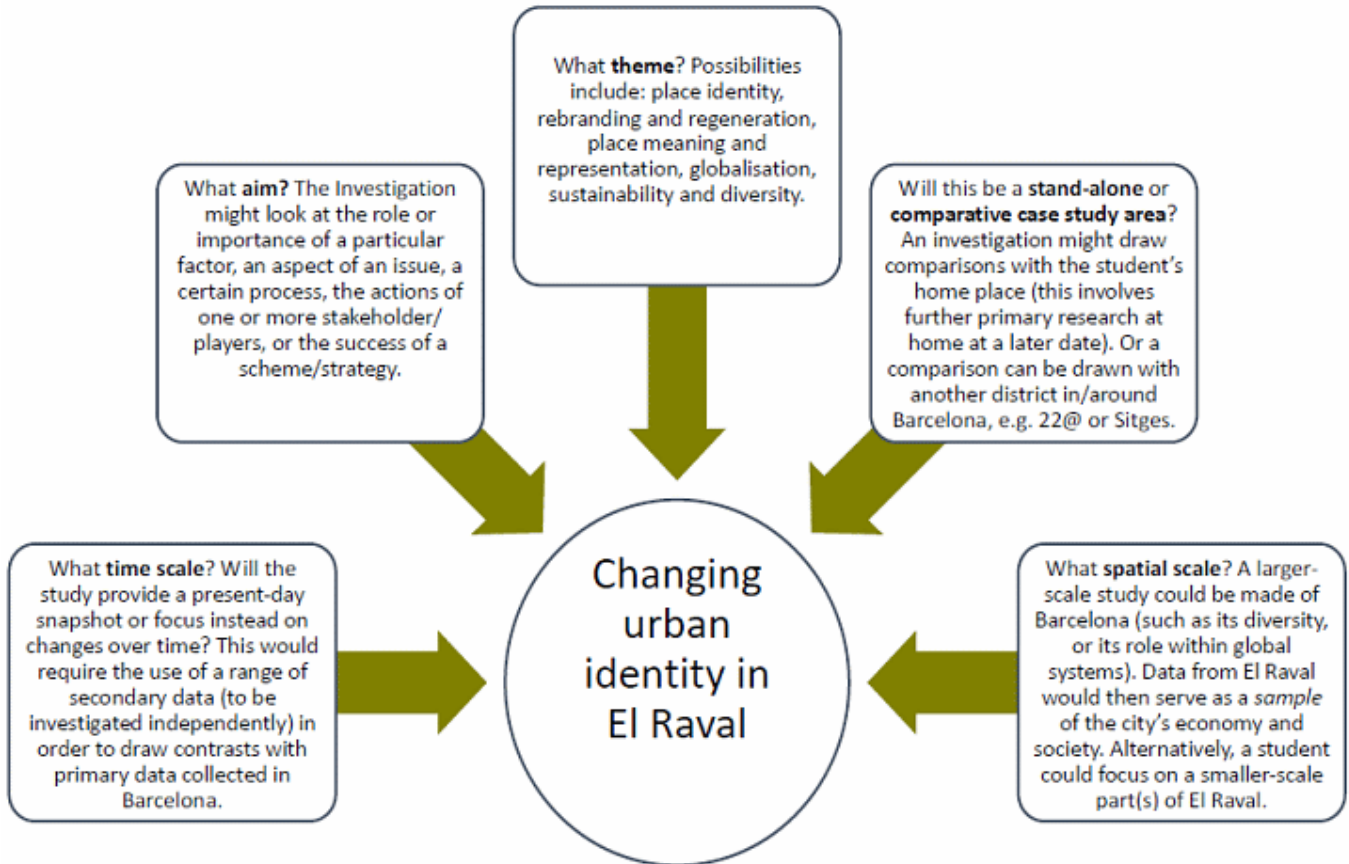 What theme? Possibilities
include: place identity,
rebranding and regeneration,
place meaning and
representation, globalisation,
sustainability and diversity.
What aim? The Investigation
might look at the role or
importance of a particular
factor, an aspect of an issue, a
certain process, the actions of
one or more stakeholder/
players, or the success of a
scheme/strategy.
Will this be a stand-alone or
comparative case study area?
An investigation might draw
comparisons with the student's
home place (this involves
further primary research at
home at a later date). Or a
comparison can be drawn with
another district in/around
Barcelona, e.g. 22@ or Sitges.
What time scale? Will the
study provide a present-day
snapshot or focus instead on
changes over time? This would
require the use of a range of
secondary data (to be
investigated independently) in
order to draw contrasts with
primary data collected in
Barcelona.
Changing
urban
identity in
El Raval
What spatial scale? A larger-
scale study could be made of
Barcelona (such as its diversity,
or its role within global
systems). Data from El Raval
would then serve as a sample
of the city's economy and
society. Alternatively, a student
could focus on a smaller-scale
part(s) of El Raval.